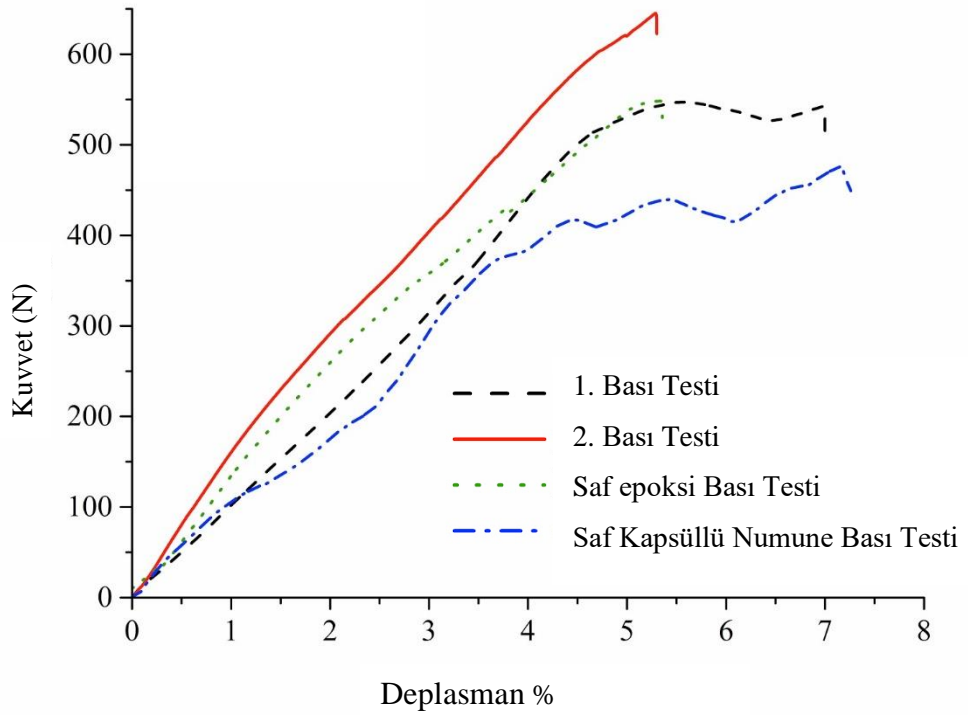 600
500
400
300
200
100
0
Kuvvet (N)
1. Bası Testi
2. Bası Testi
Saf epoksi Bası Testi
Saf Kapsüllü Numune Bası Testi
0 1 2 3 4 5 6 7 8
Deplasman %